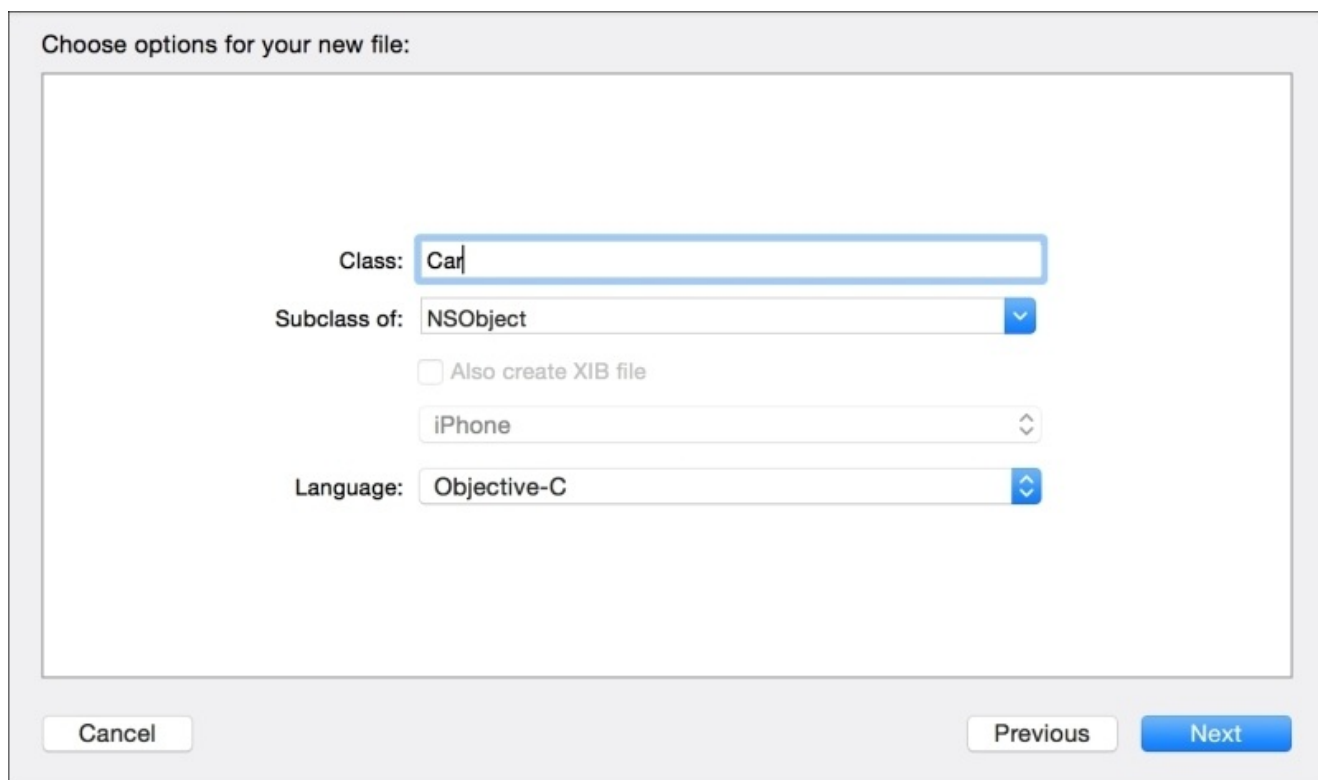 Choose options for your new file:
Class: Car
Subclass of: NSObject
Also create XIB file
iPhone
Language: Objective-C
Cancel Previous Next